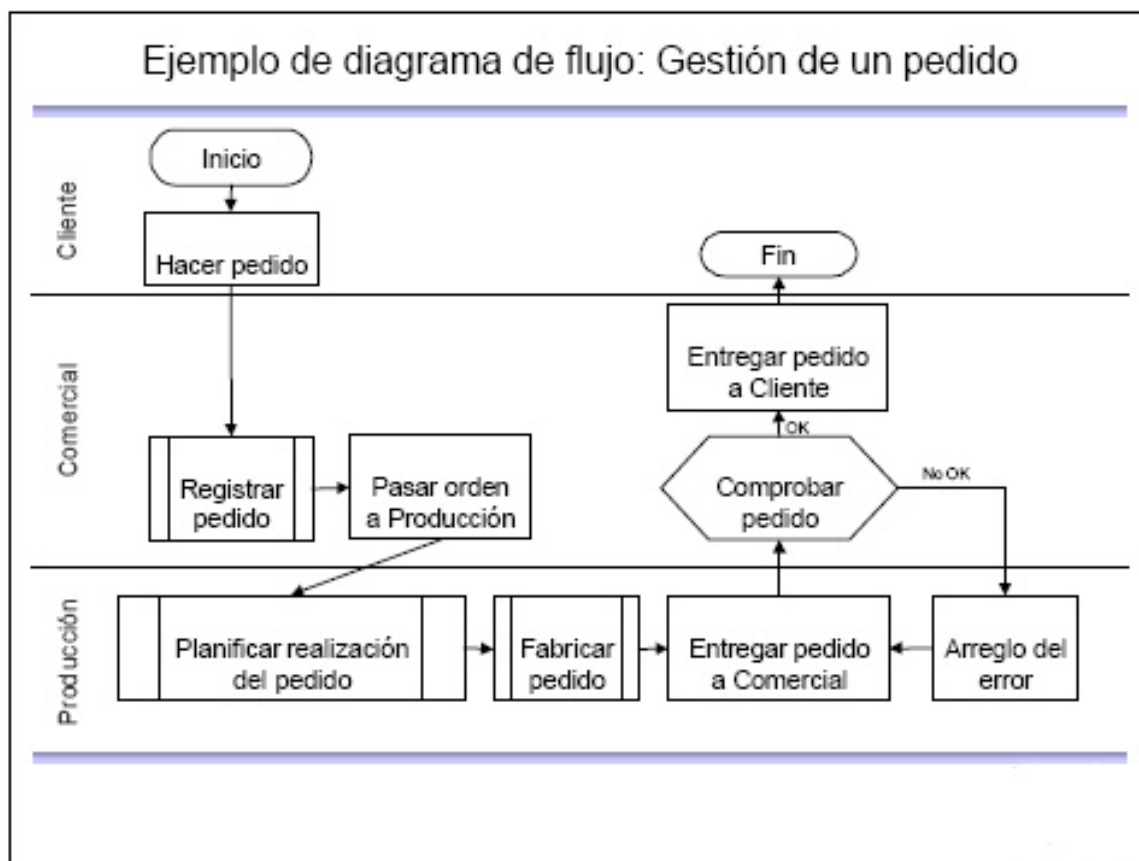 Ejemplo de diagrama de flujo: Gestión de un pedido
Cliente
Inicio
Hacer pedido
Fin
Comercial
Entregar pedido
a Cliente
OK
Registrar
pedido
Pasar orden
a Producción
Comprobar
pedido
No OK
Producción
Planificar realización
del pedido
Fabricar
pedido
Entregar pedido
a Comercial
Arreglo del
error